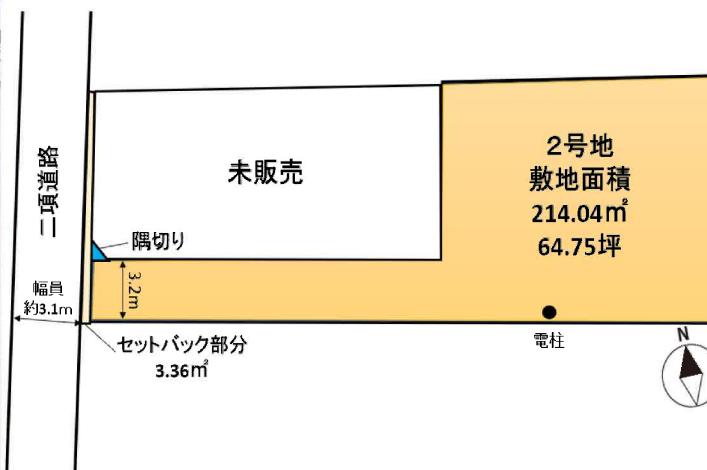 二項道路
未販売
2号地
敷地面積
214.04㎡
64.75坪
隅切り
3.2m
幅員
約3.1m
セットバック部分
3.36㎡
電柱
N